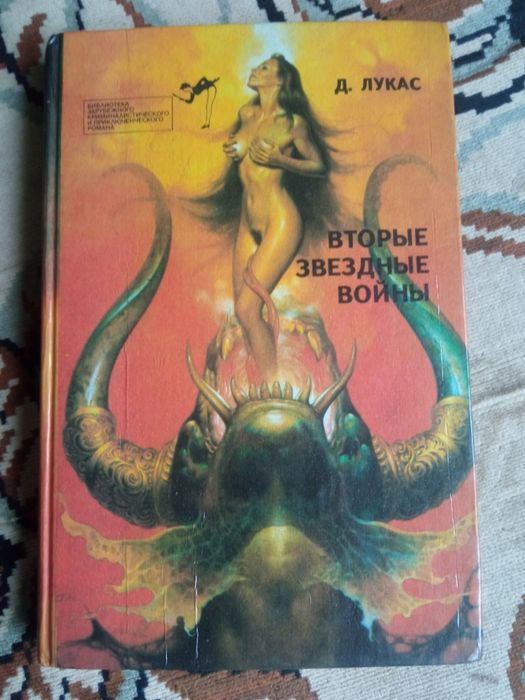 БИБЛИОТЕКА
ЗАРУБЕЖНОГО
КРИМИНАЛИСТИЧЕСКОГО
И ПРИКЛЮЧЕНЧЕСКОГО
РОМАНА
Д. ЛУКАС
ВТОРЫЕ
ЗВЕЗДНЫЕ
ВОЙНЫ